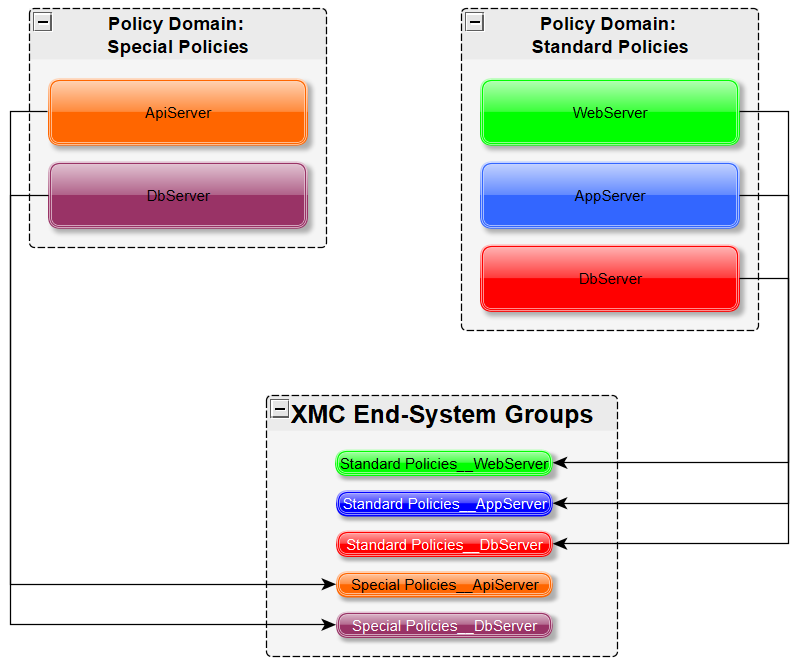 Policy Domain:
Special Policies
ApiServer
DbServer
Policy Domain:
Standard Policies
WebServer
AppServer
DbServer
XMC End-System Groups
Standard Policies__WebServer
Standard Policies__AppServer
Standard Policies__DbServer
Special Policies__ApiServer
Special Policies__DbServer